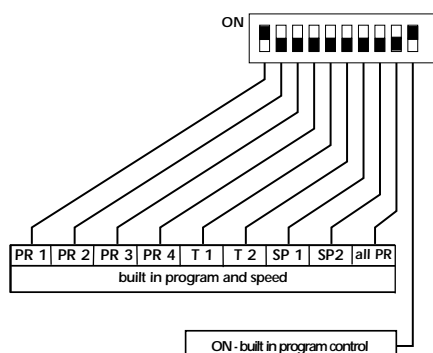 ON
PR 1 PR 2 PR 3 PR 4 T 1 T 2 SP 1 SP2 all PR
built in program and speed
ON - built in program control